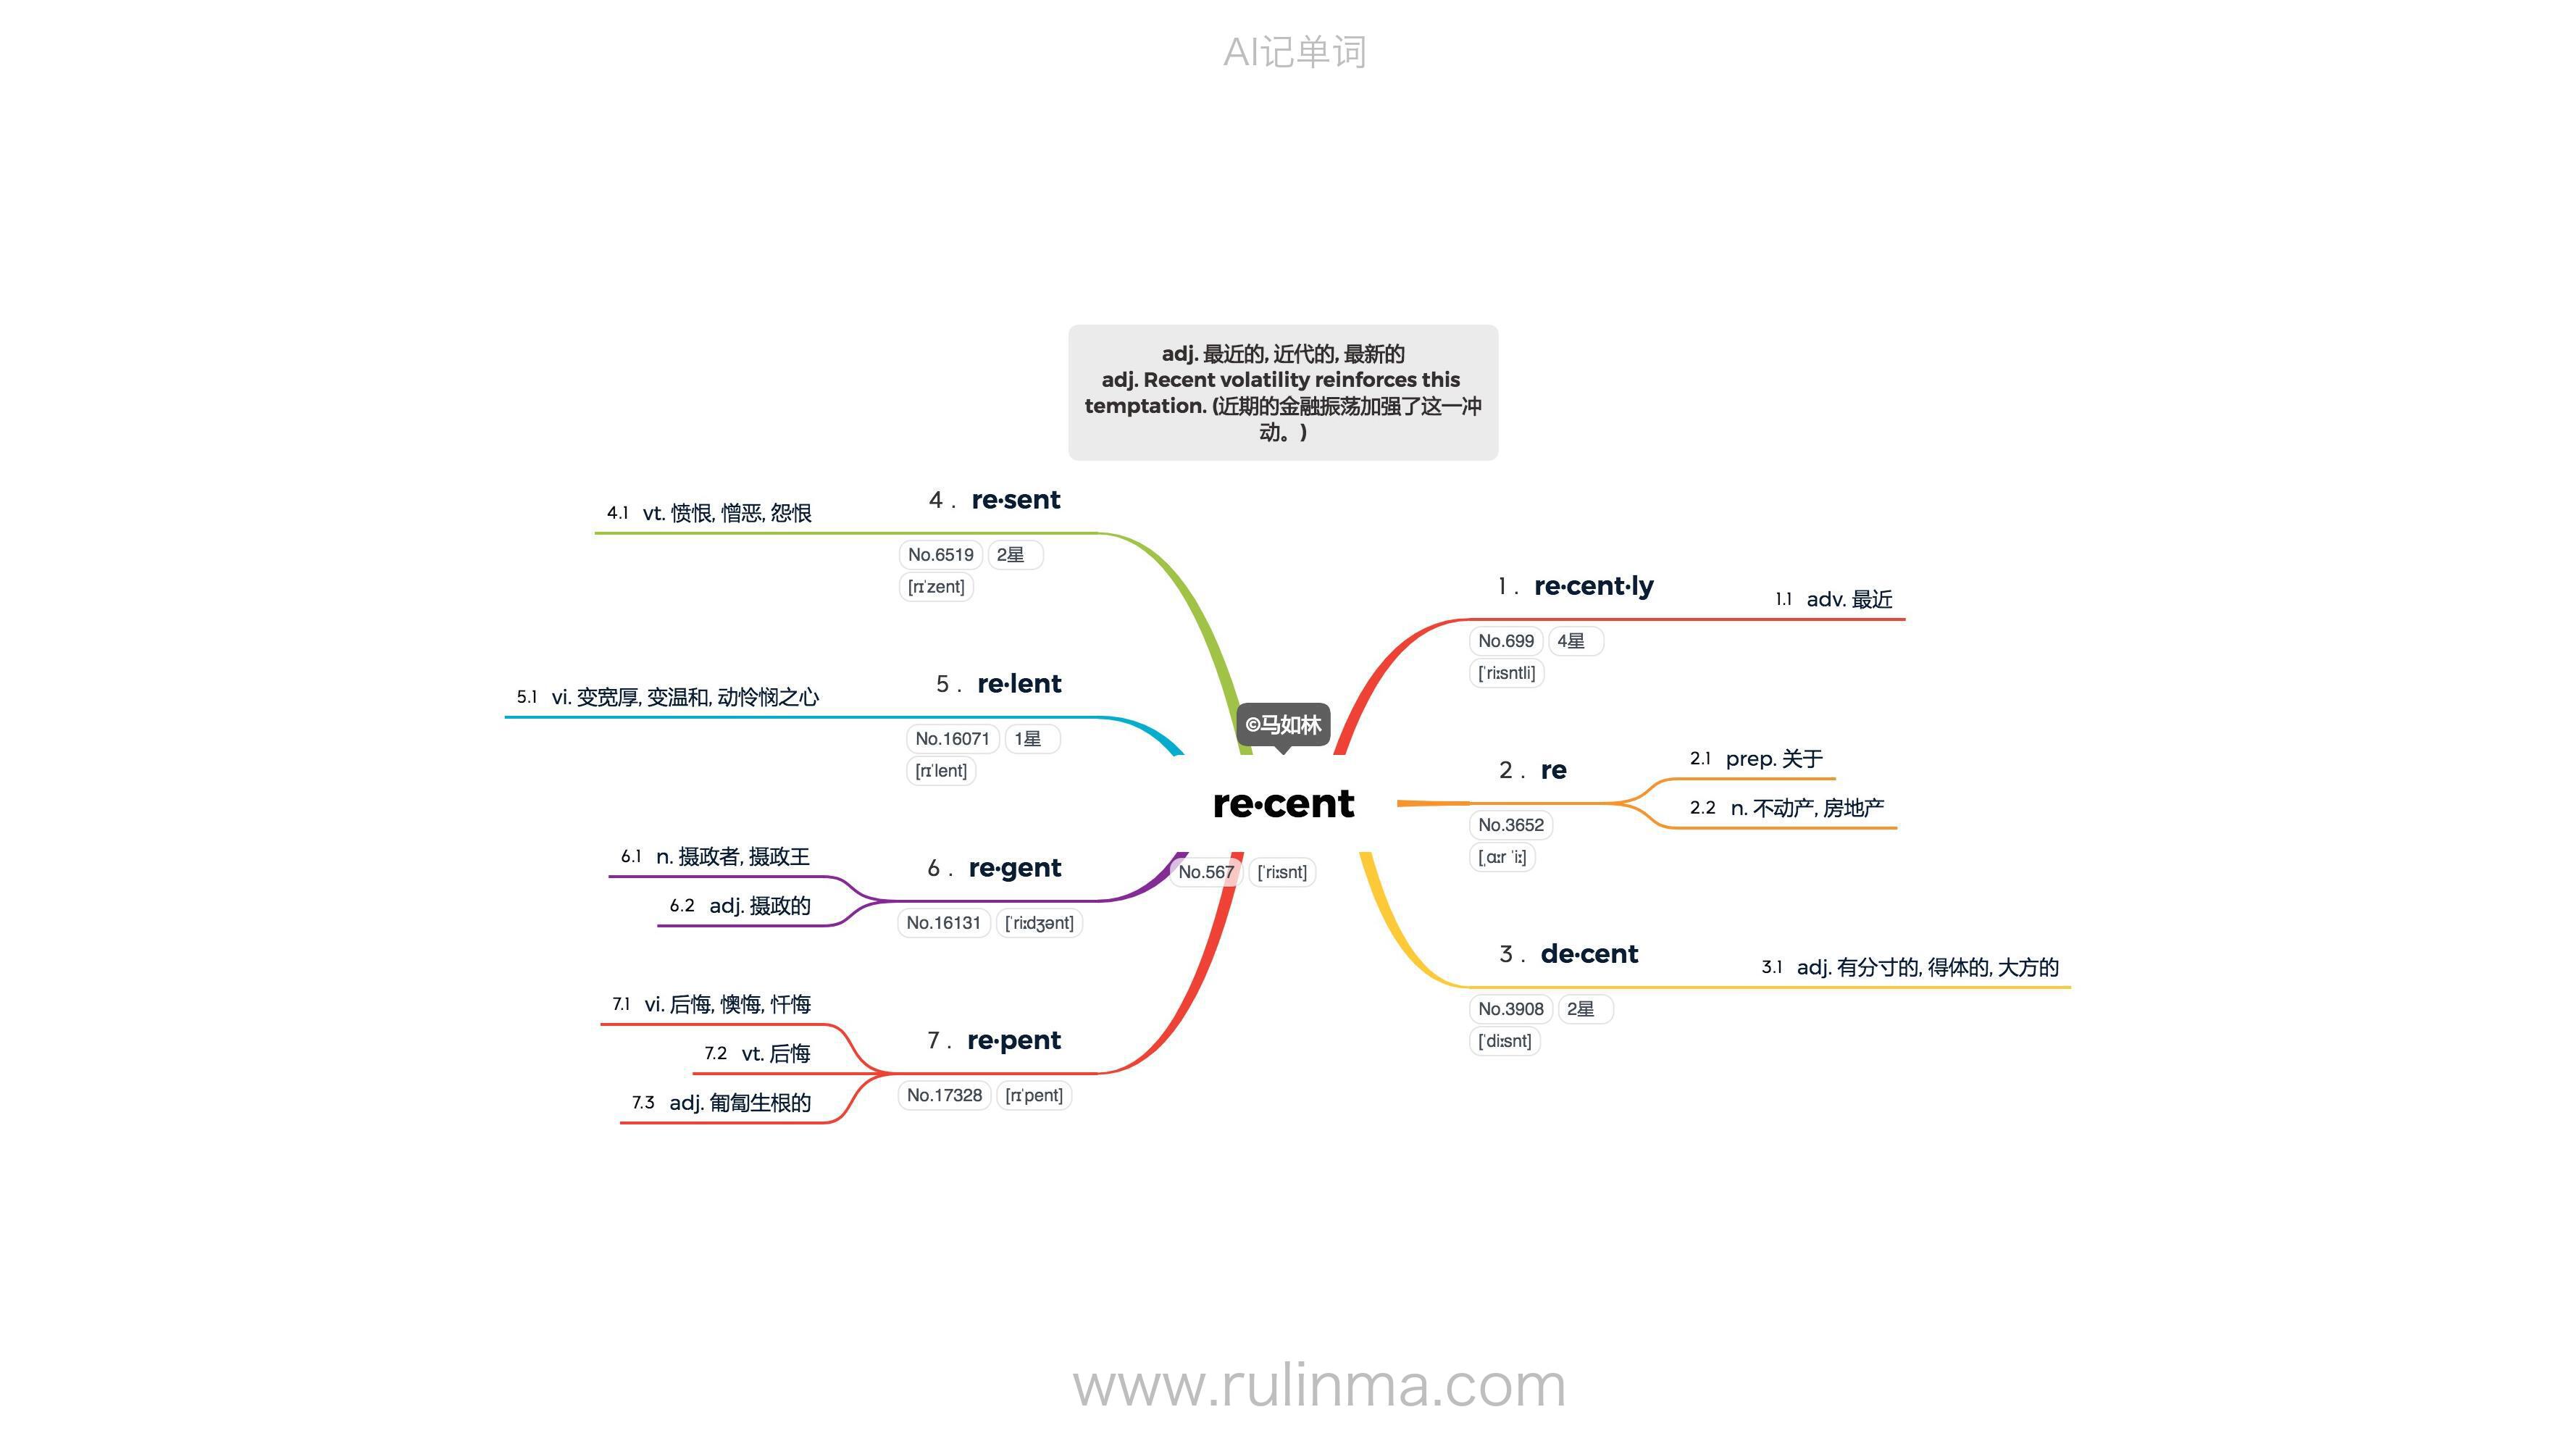 AI记单词
adj. 最近的, 近代的, 最新的
adj. Recent volatility reinforces this
temptation. (近期的金融振荡加强了这一冲
动。)
©马如林
re·cent
No.567 [ˈriːsnt]
1 . re·cent·ly
No.699 4星
[ˈriːsntli]
1.1 adv. 最近
2 . re
No.3652
[ˌɑːr ˈiː]
2.1 prep. 关于
2.2 n. 不动产, 房地产
3 . de·cent
No.3908 2星
[ˈdiːsnt]
3.1 adj. 有分寸的, 得体的, 大方的
4 . re·sent
No.6519 2星
[rɪˈzent]
4.1 vt. 愤恨, 憎恶, 怨恨
5 . re·lent
No.16071 1星
[rɪˈlent]
5.1 vi. 变宽厚, 变温和, 动怜悯之心
6 . re·gent
No.16131 [ˈriːdʒənt]
6.1 n. 摄政者, 摄政王
6.2 adj. 摄政的
7 . re·pent
No.17328 [rɪˈpent]
7.1 vi. 后悔, 懊悔, 忏悔
7.2 vt. 后悔
7.3 adj. 匍匐生根的
www.rulinma.com